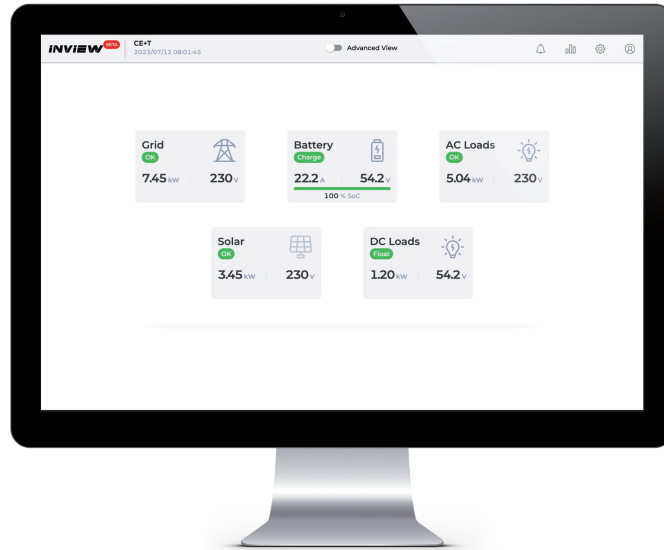 INVIEW BETA CE+T Advanced View
2023/07/12 08:01:45
Grid Battery AC Loads
OK Charge OK
7.45 kW 230 V 22.2 A 54.2 V 5.04 kW 230 V
100 % SoC
Solar DC Loads
OK Float
3.45 kW 230 V 1.20 kW 54.2 V